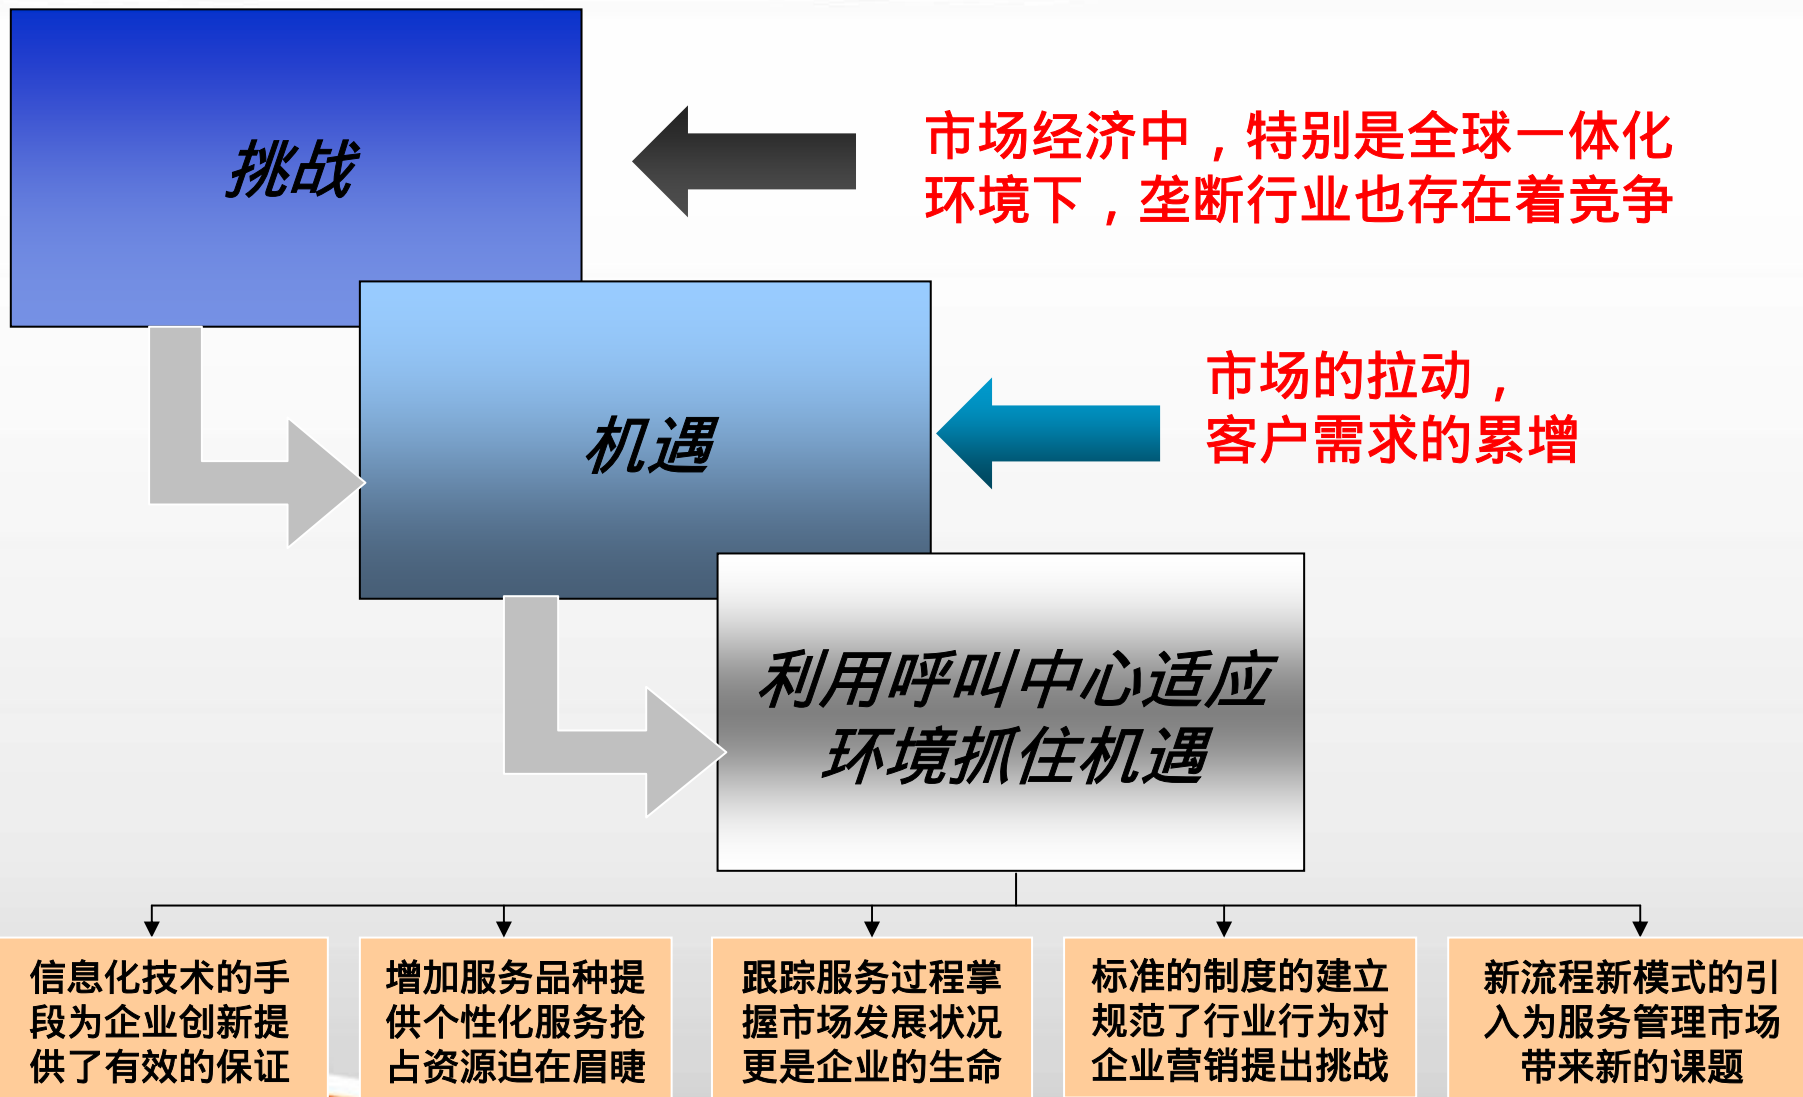 挑战
市场经济中，特别是全球一体化
环境下，垄断行业也存在着竞争
机遇
市场的拉动，
客户需求的累增
利用呼叫中心适应
环境抓住机遇
信息化技术的手
段为企业创新提
供了有效的保证
增加服务品种提
供个性化服务抢
占资源迫在眉睫
跟踪服务过程掌
握市场发展状况
更是企业的生命
标准的制度的建立
规范了行业行为对
企业营销提出挑战
新流程新模式的引
入为服务管理市场
带来新的课题